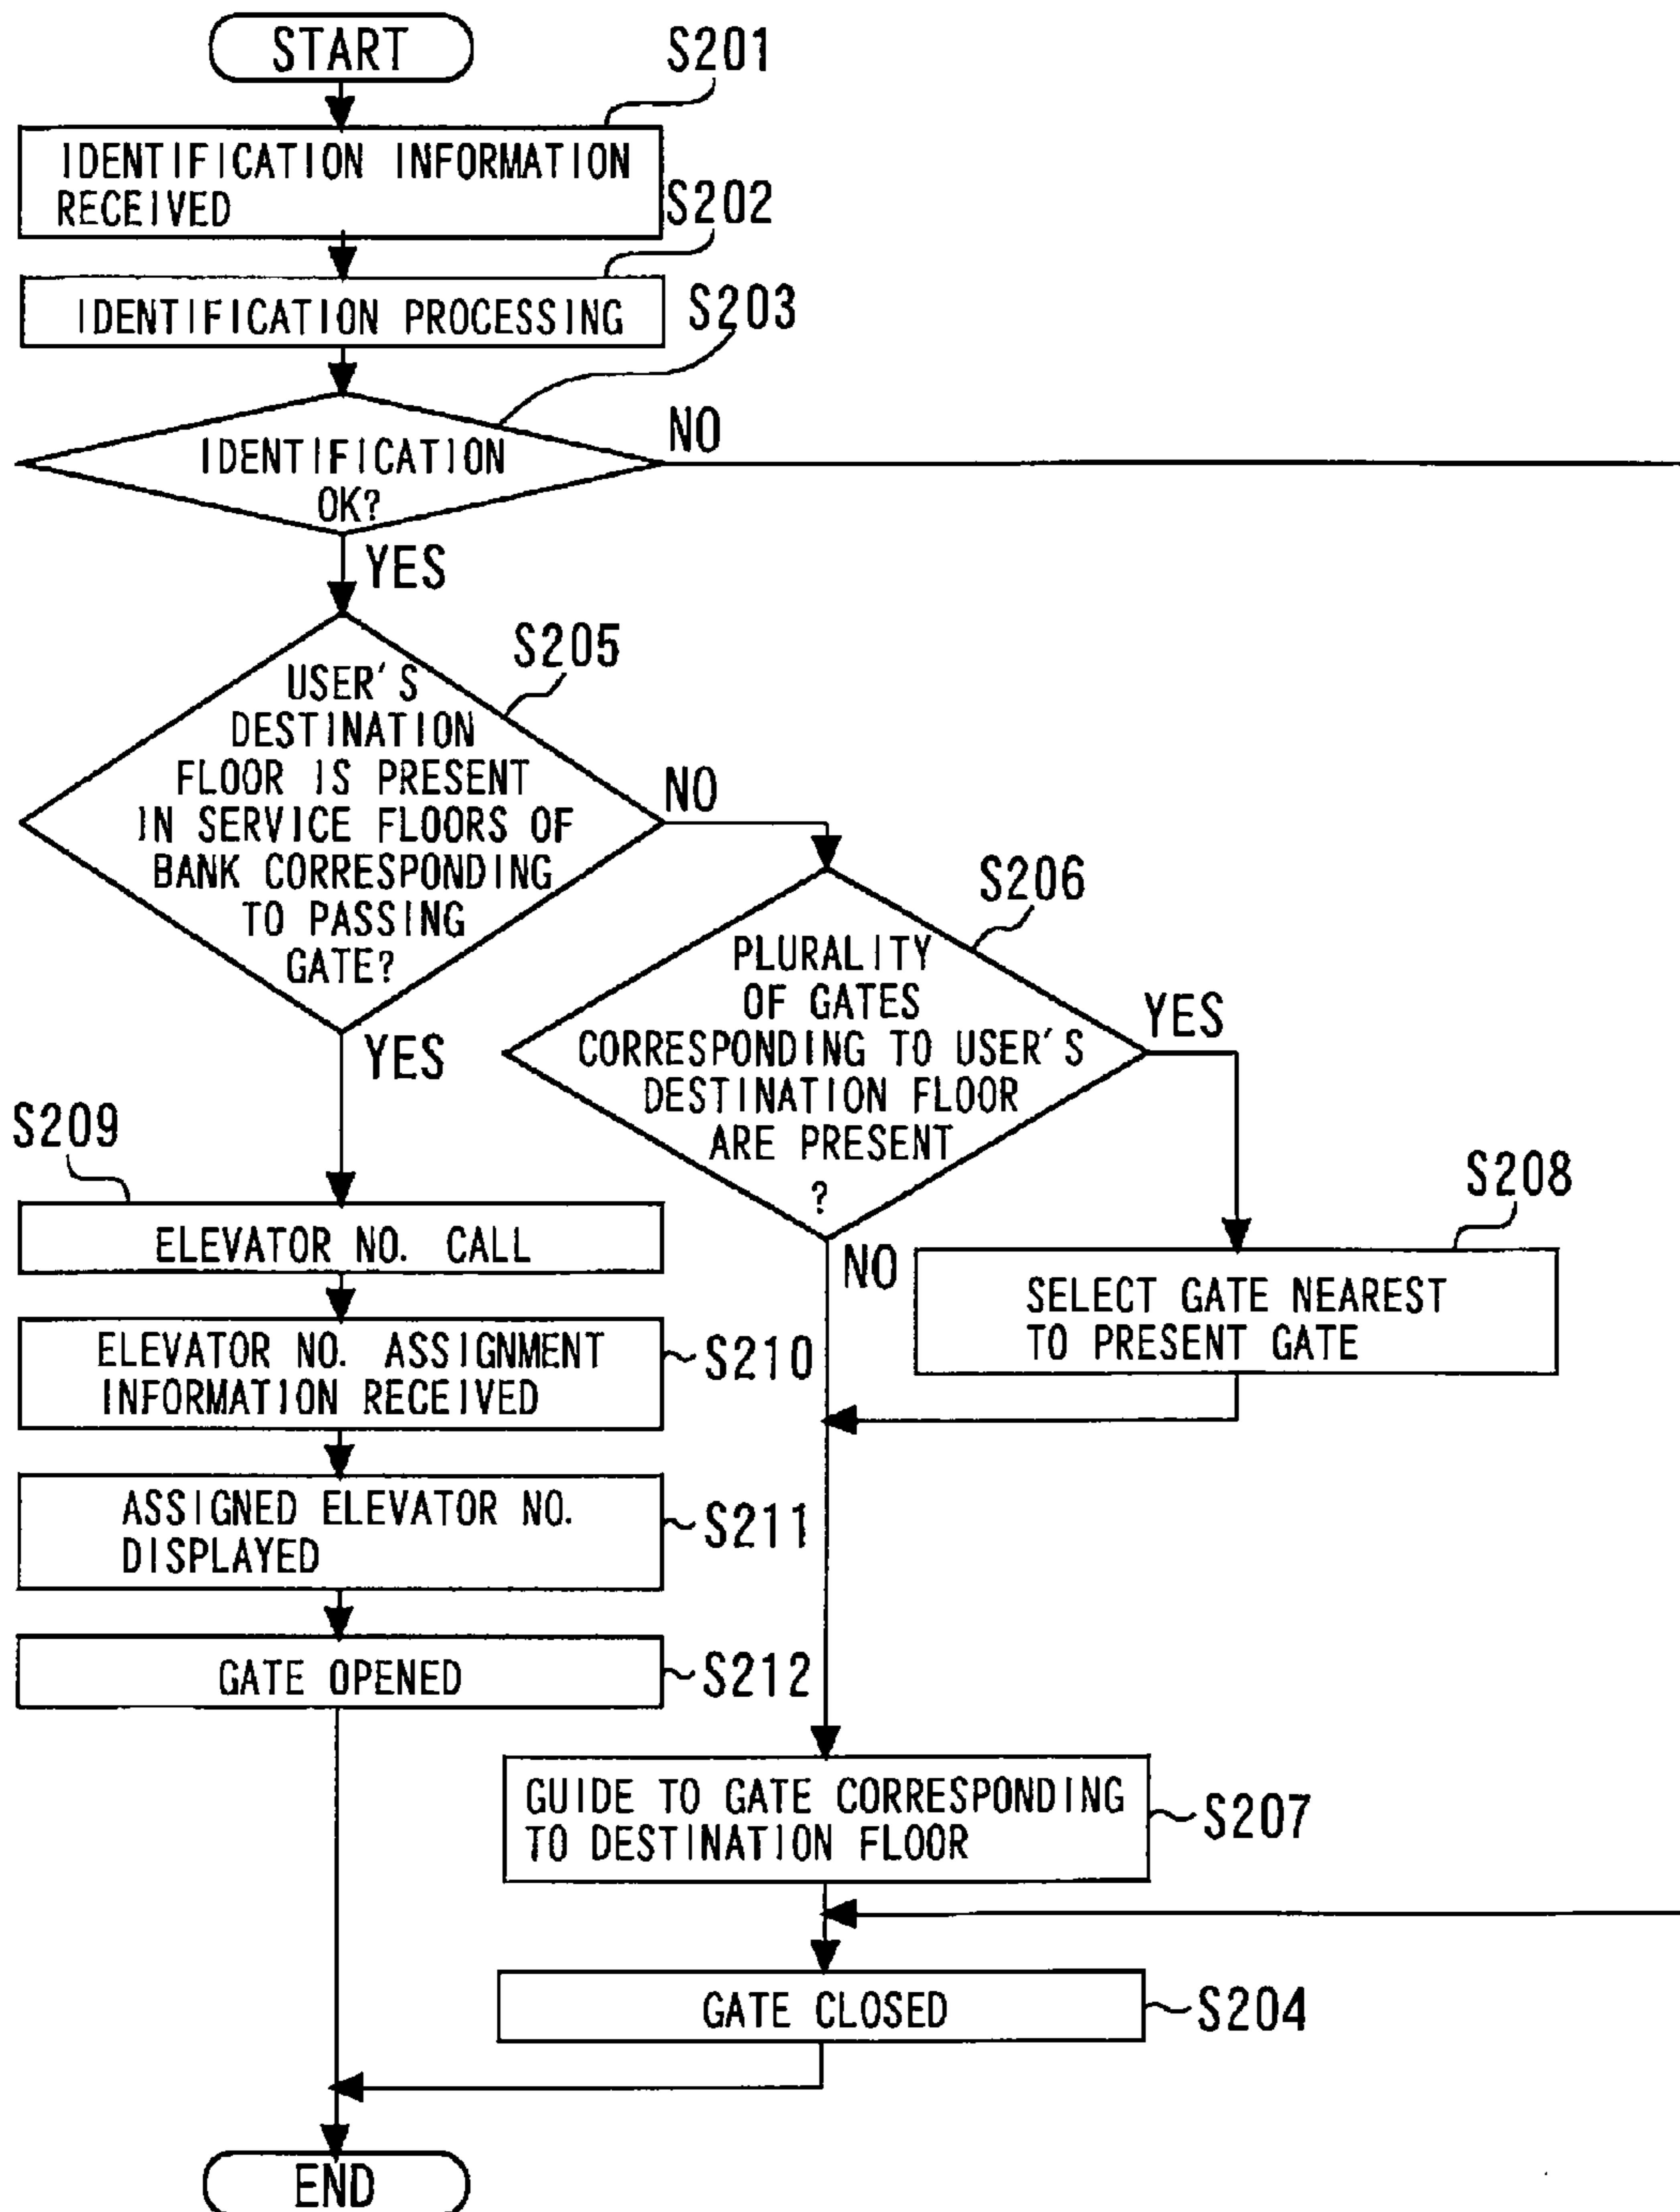 START
S201
IDENTIFICATION INFORMATION
RECEIVED
S202
IDENTIFICATION PROCESSING
S203
IDENTIFICATION
OK?
NO
YES
S205
USER'S
DESTINATION
FLOOR IS PRESENT
IN SERVICE FLOORS OF
BANK CORRESPONDING
TO PASSING
GATE?
NO
YES
S206
PLURALITY
OF GATES
CORRESPONDING TO USER'S
DESTINATION FLOOR
ARE PRESENT
?
YES
NO
S208
SELECT GATE NEAREST
TO PRESENT GATE
S209
ELEVATOR NO. CALL
ELEVATOR NO. ASSIGNMENT
INFORMATION RECEIVED
S210
ASSIGNED ELEVATOR NO.
DISPLAYED
S211
GATE OPENED
S212
GUIDE TO GATE CORRESPONDING
TO DESTINATION FLOOR
S207
GATE CLOSED
S204
END